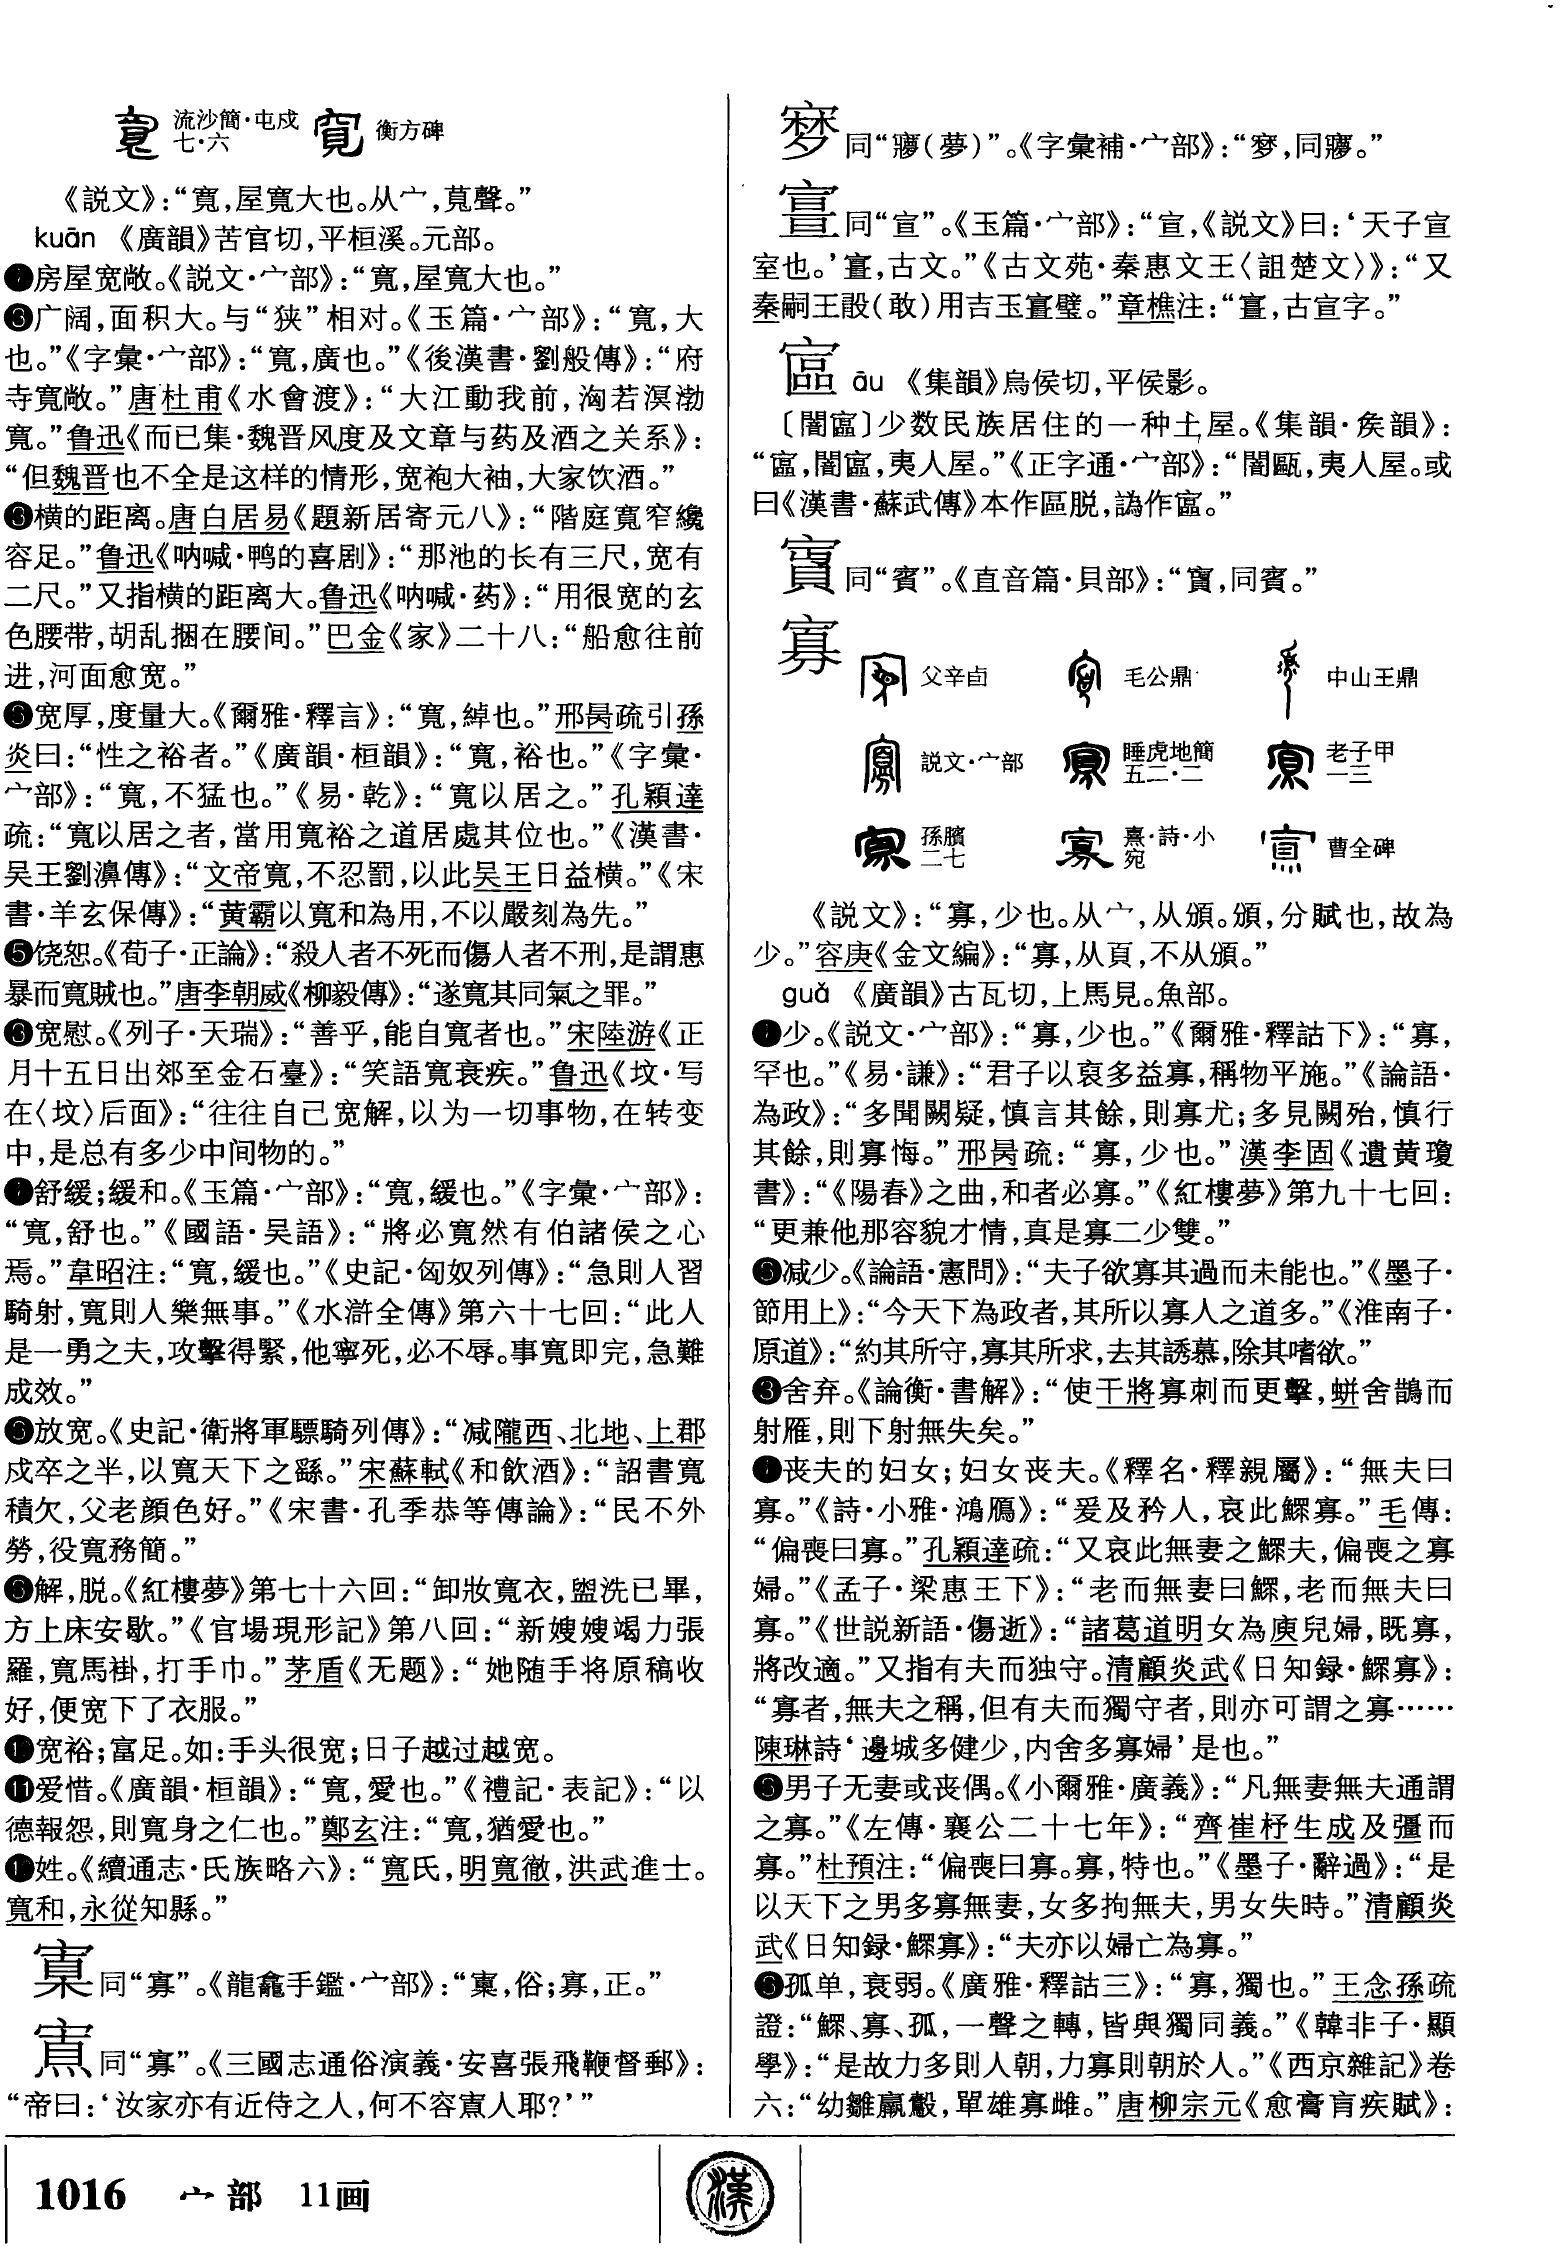 流沙簡·屯戍
七·六
衡方碑
《説文》:“寬,屋寬大也。从宀,萈聲。”
kuān 《廣韻》苦官切,平桓溪。元部。
房屋宽敞。《説文·宀部》:“寬,屋寬大也。”
广阔,面积大。与“狭”相对。《玉篇·宀部》:“寬,大
也。”《字彙·宀部》:“寬,廣也。”《後漢書·劉般傳》:“府
寺寬敞。”唐杜甫《水會渡》:“大江動我前,洶若溟渤
寬。”鲁迅《而已集·魏晋风度及文章与药及酒之关系》:
“但魏晋也不全是这样的情形,宽袍大袖,大家饮酒。”
横的距离。唐白居易《題新居寄元八》:“階庭寬窄纔
容足。”鲁迅《呐喊·鸭的喜剧》:“那池的长有三尺,宽有
二尺。”又指横的距离大。鲁迅《呐喊·药》:“用很宽的玄
色腰带,胡乱捆在腰间。”巴金《家》二十八:“船愈往前
进,河面愈宽。”
宽厚,度量大。《爾雅·釋言》:“寬,綽也。”邢昺疏引孫
炎曰:“性之裕者。”《廣韻·桓韻》:“寬,裕也。”《字彙·
宀部》:“寬,不猛也。”《易·乾》:“寬以居之。”孔穎達
疏:“寬以居之者,當用寬裕之道居處其位也。”《漢書·
吴王劉濞傳》:“文帝寬,不忍罰,以此吴王日益横。”《宋
書·羊玄保傳》:“黄霸以寬和為用,不以嚴刻為先。”
❺饶恕。《荀子·正論》:“殺人者不死而傷人者不刑,是謂惠
暴而寬賊也。”唐李朝威《柳毅傳》:“遂寬其同氣之罪。”
宽慰。《列子·天瑞》:“善乎,能自寬者也。”宋陸游《正
月十五日出郊至金石臺》:“笑語寬衰疾。”鲁迅《坟·写
在〈坟〉后面》:“往往自己宽解,以为一切事物,在转变
中,是总有多少中间物的。”
舒緩;緩和。《玉篇·宀部》:“寬,緩也。”《字彙·宀部》:
“寬,舒也。”《國語·吴語》:“將必寬然有伯諸侯之心
焉。”韋昭注:“寬,緩也。”《史記·匈奴列傳》:“急則人習
騎射,寬則人樂無事。”《水滸全傳》第六十七回:“此人
是一勇之夫,攻擊得緊,他寧死,必不辱。事寬即完,急難
成效。”
放宽。《史記·衛將軍驃騎列傳》:“减隴西、北地、上郡
戍卒之半,以寬天下之繇。”宋蘇軾《和飲酒》:“詔書寬
積欠,父老顔色好。”《宋書·孔季恭等傳論》:“民不外
勞,役寬務簡。”
解,脱。《紅樓夢》第七十六回:“卸妝寬衣,盥洗已畢,
方上床安歇。”《官場現形記》第八回:“新嫂嫂竭力張
羅,寬馬褂,打手巾。”茅盾《无题》:“她随手将原稿收
好,便宽下了衣服。”
宽裕;富足。如:手头很宽;日子越过越宽。
⓫爱惜。《廣韻·桓韻》:“寬,愛也。”《禮記·表記》:“以
德報怨,則寬身之仁也。”鄭玄注:“寬,猶愛也。”
姓。《續通志·氏族略六》:“寬氏,明寬徹,洪武進士。
寬和,永從知縣。”
同“寡”。《龍龕手鑑·宀部》:“,俗;寡,正。”
同“寡”。《三國志通俗演義·安喜張飛鞭督郵》:
“帝曰:‘汝家亦有近侍之人,何不容人耶?’”
㝱同“㝱(夢)”。《字彙補·宀部》:“,同㝱。”
同“宣”。《玉篇·宀部》:“宣,《説文》曰:‘天子宣
室也。’,古文。”《古文苑·秦惠文王〈詛楚文〉》:“又
秦嗣王敢(敢)用吉玉璧。”章樵注:“,古宣字。”
āu 《集韻》烏侯切,平侯影。
〔闇〕少数民族居住的一种土屋。《集韻·矦韻》:
“,闇,夷人屋。”《正字通·宀部》:“闇甌,夷人屋。或
曰《漢書·蘇武傳》本作區脱,譌作。”
同“賓”。《直音篇·貝部》:“,同賓。”
寡
父辛卣
毛公鼎
中山王鼎
説文·宀部
睡虎地簡
五二·二
老子甲
一三
孫臏
二七
熹·詩·小
宛
曹全碑
《説文》:“寡,少也。从宀,从頒。頒,分賦也,故為
少。”容庚《金文編》:“寡,从頁,不从頒。”
guǎ 《廣韻》古瓦切,上馬見。魚部。
少。《説文·宀部》:“寡,少也。”《爾雅·釋詁下》:“寡,
罕也。”《易·謙》:“君子以裒多益寡,稱物平施。”《論語·
為政》:“多聞闕疑,慎言其餘,則寡尤;多見闕殆,慎行
其餘,則寡悔。”邢昺疏:“寡,少也。”漢李固《遺黄瓊
書》:“《陽春》之曲,和者必寡。”《紅樓夢》第九十七回:
“更兼他那容貌才情,真是寡二少雙。”
减少。《論語·憲問》:“夫子欲寡其過而未能也。”《墨子·
節用上》:“今天下為政者,其所以寡人之道多。”《淮南子·
原道》:“約其所守,寡其所求,去其誘慕,除其嗜欲。”
❸舍弃。《論衡·書解》:“使干將寡刺而更擊,蛢舍鵲而
射雁,則下射無失矣。”
丧夫的妇女;妇女丧夫。《釋名·釋親屬》:“無夫曰
寡。”《詩·小雅·鴻鴈》:“爰及矜人,哀此鰥寡。”毛傳:
“偏喪曰寡。”孔穎達疏:“又哀此無妻之鰥夫,偏喪之寡
婦。”《孟子·梁惠王下》:“老而無妻曰鰥,老而無夫曰
寡。”《世説新語·傷逝》:“諸葛道明女為庾兒婦,既寡,
將改適。”又指有夫而独守。清顧炎武《日知録·鰥寡》:
“寡者,無夫之稱,但有夫而獨守者,則亦可謂之寡……
陳琳詩‘邊城多健少,内舍多寡婦’是也。”
男子无妻或丧偶。《小爾雅·廣義》:“凡無妻無夫通謂
之寡。”《左傳·襄公二十七年》:“齊崔杼生成及彊而
寡。”杜預注:“偏喪曰寡。寡,特也。”《墨子·辭過》:“是
以天下之男多寡無妻,女多拘無夫,男女失時。”清顧炎
武《日知録·鰥寡》:“夫亦以婦亡為寡。”
孤单,衰弱。《廣雅·釋詁三》:“寡,獨也。”王念孫疏
證:“鰥、寡、孤,一聲之轉,皆與獨同義。”《韓非子·顯
學》:“是故力多則人朝,力寡則朝於人。”《西京雜記》卷
六:“幼雛羸鷇,單雄寡雌。”唐柳宗元《愈膏肓疾賦》:
1016 宀部 11画
漢